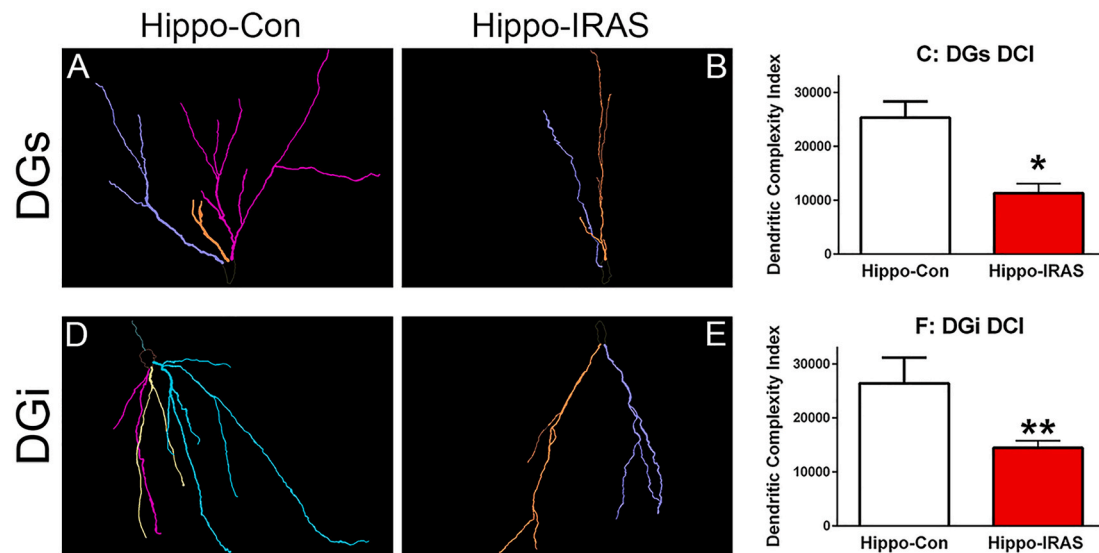 Hippo-Con
Hippo-IRAS
DGs
A
B
C: DGs DCI
Dendritic Complexity Index
30000
20000
10000
0
*
Hippo-Con
Hippo-IRAS
DGi
D
E
F: DGi DCI
Dendritic Complexity Index
30000
20000
10000
0
**
Hippo-Con
Hippo-IRAS